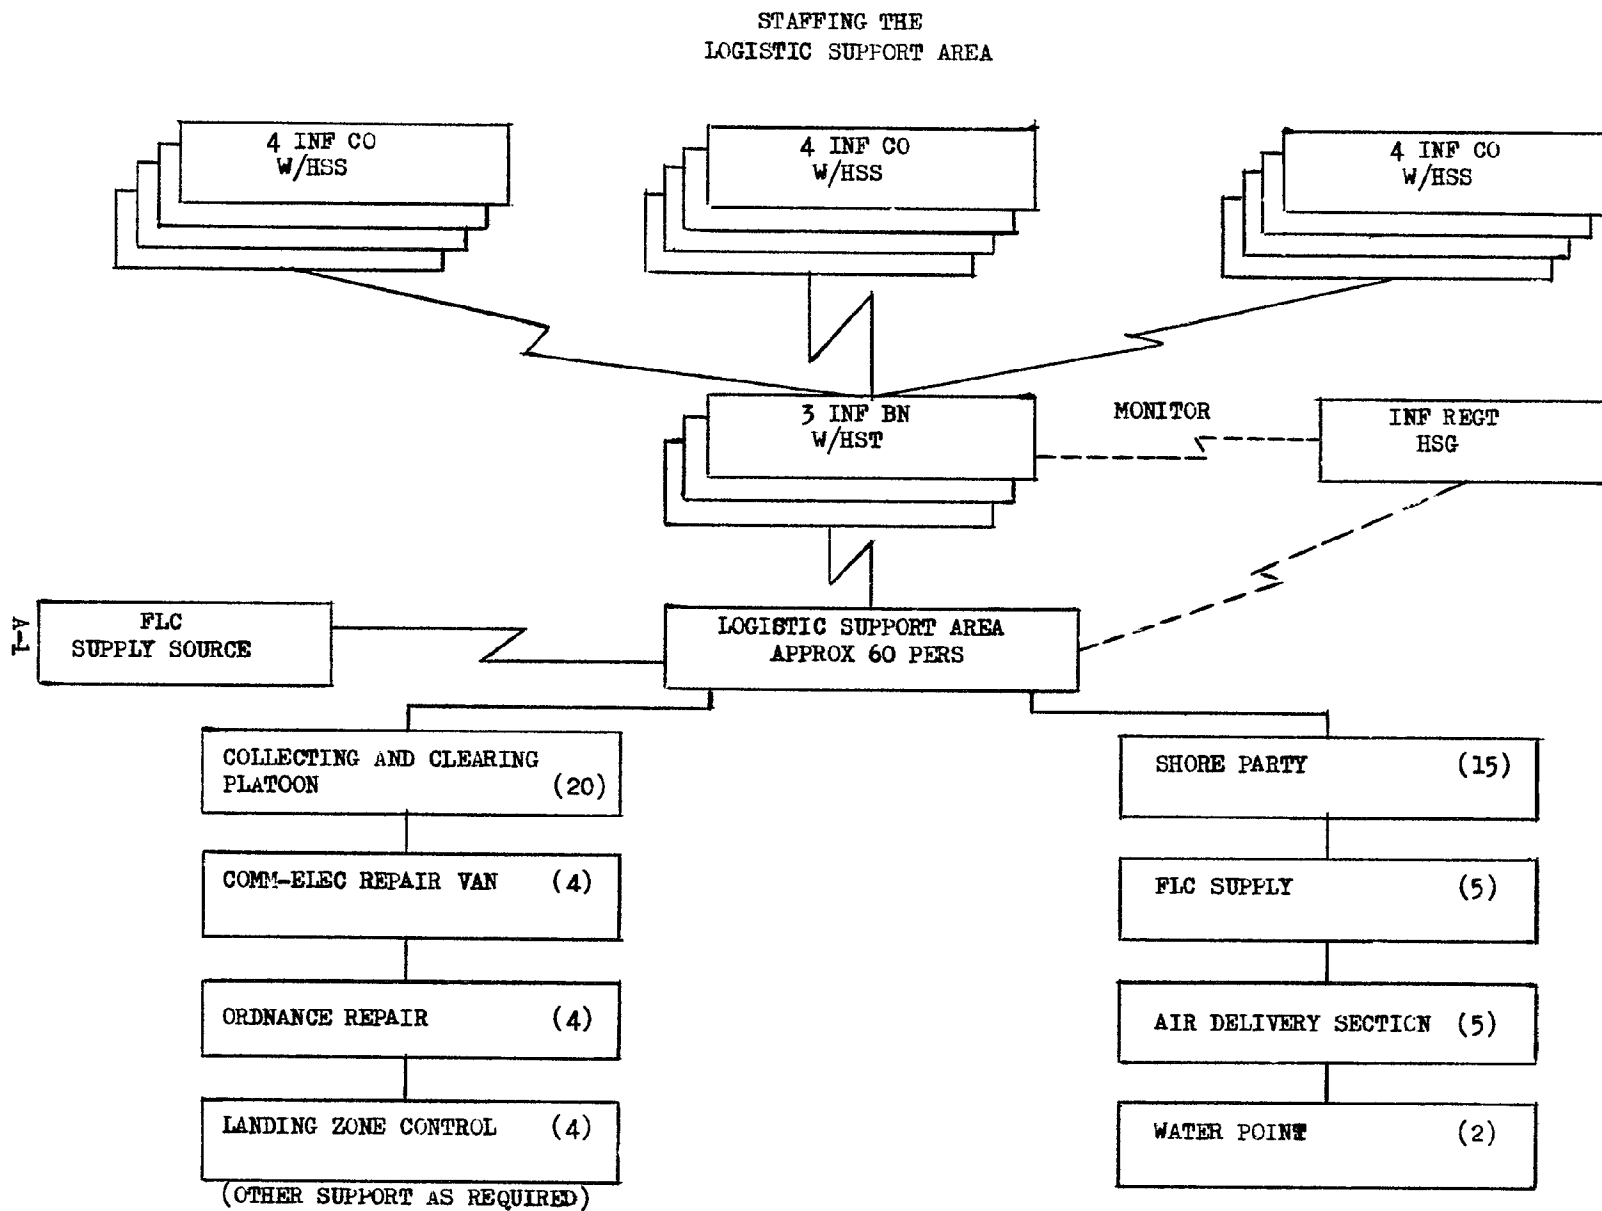 STAFFING THE
LOGISTIC SUPPORT AREA
4 INF CO
W/HSS
4 INF CO
W/HSS
4 INF CO
W/HSS
3 INF BN
W/HST
MONITOR
INF REGT
HSG
A-1
FLC
SUPPLY SOURCE
LOGISTIC SUPPORT AREA
APPROX 60 PERS
COLLECTING AND CLEARING
PLATOON (20)
COMM-ELEC REPAIR VAN (4)
ORDNANCE REPAIR (4)
LANDING ZONE CONTROL (4)
(OTHER SUPPORT AS REQUIRED)
SHORE PARTY (15)
FLC SUPPLY (5)
AIR DELIVERY SECTION (5)
WATER POINT (2)